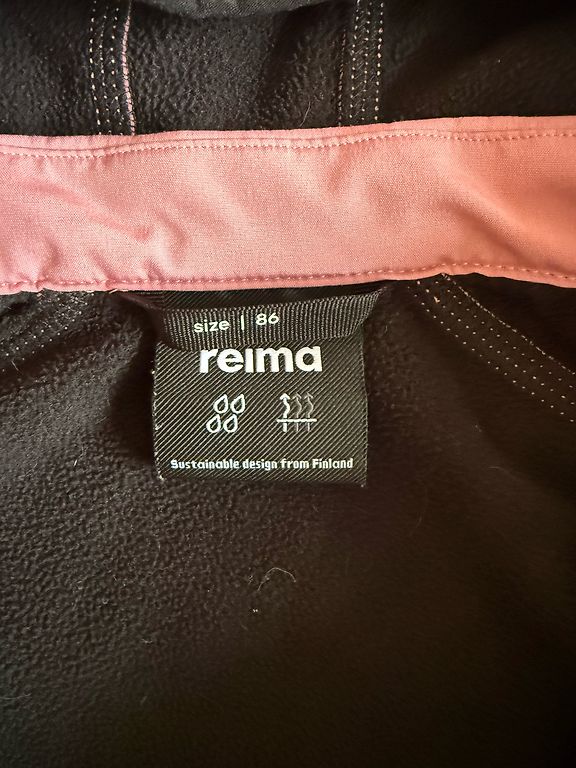 size | 86
reima
Sustainable design from Finland